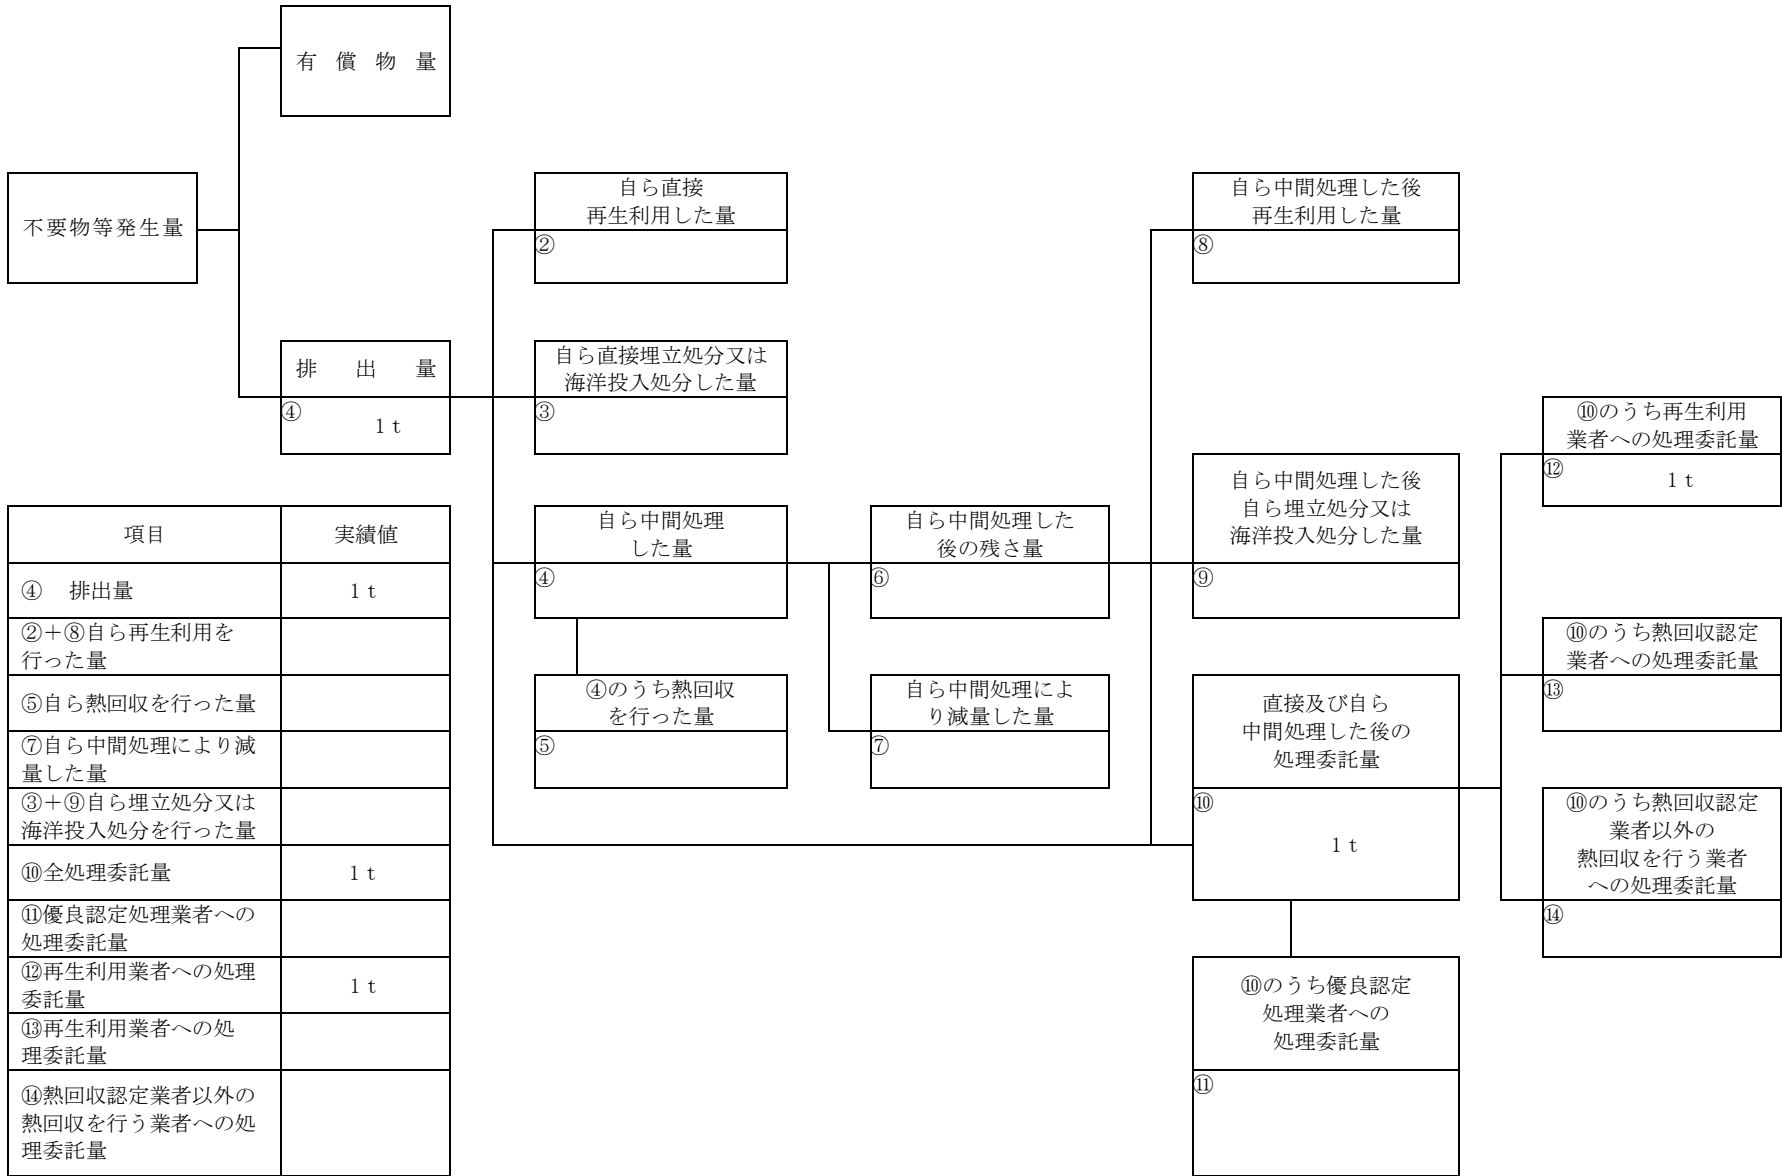 有償物量
不要物等発生量
自ら直接
再生利用した量
②
自ら中間処理した後
再生利用した量
⑧
排出量
④
1 t
自ら直接埋立処分又は
海洋投入処分した量
③
⑩のうち再生利用
業者への処理委託量
⑫
1 t
自ら中間処理した後
自ら埋立処分又は
海洋投入処分した量
⑨
自ら中間処理
した量
④
自ら中間処理した
後の残さ量
⑥
⑩のうち熱回収認定
業者への処理委託量
⑬
④のうち熱回収
を行った量
⑤
自ら中間処理によ
り減量した量
⑦
直接及び自ら
中間処理した後の
処理委託量
⑩
1 t
⑩のうち熱回収認定
業者以外の
熱回収を行う業者
への処理委託量
⑭
⑩のうち優良認定
処理業者への
処理委託量
⑪
項目 実績値
④ 排出量 1 t
②＋⑧自ら再生利用を
行った量
⑤自ら熱回収を行った量
⑦自ら中間処理により減
量した量
③＋⑨自ら埋立処分又は
海洋投入処分を行った量
⑩全処理委託量 1 t
⑪優良認定処理業者への
処理委託量
⑫再生利用業者への処理
委託量 1 t
⑬再生利用業者への処
理委託量
⑭熱回収認定業者以外の
熱回収を行う業者への処
理委託量